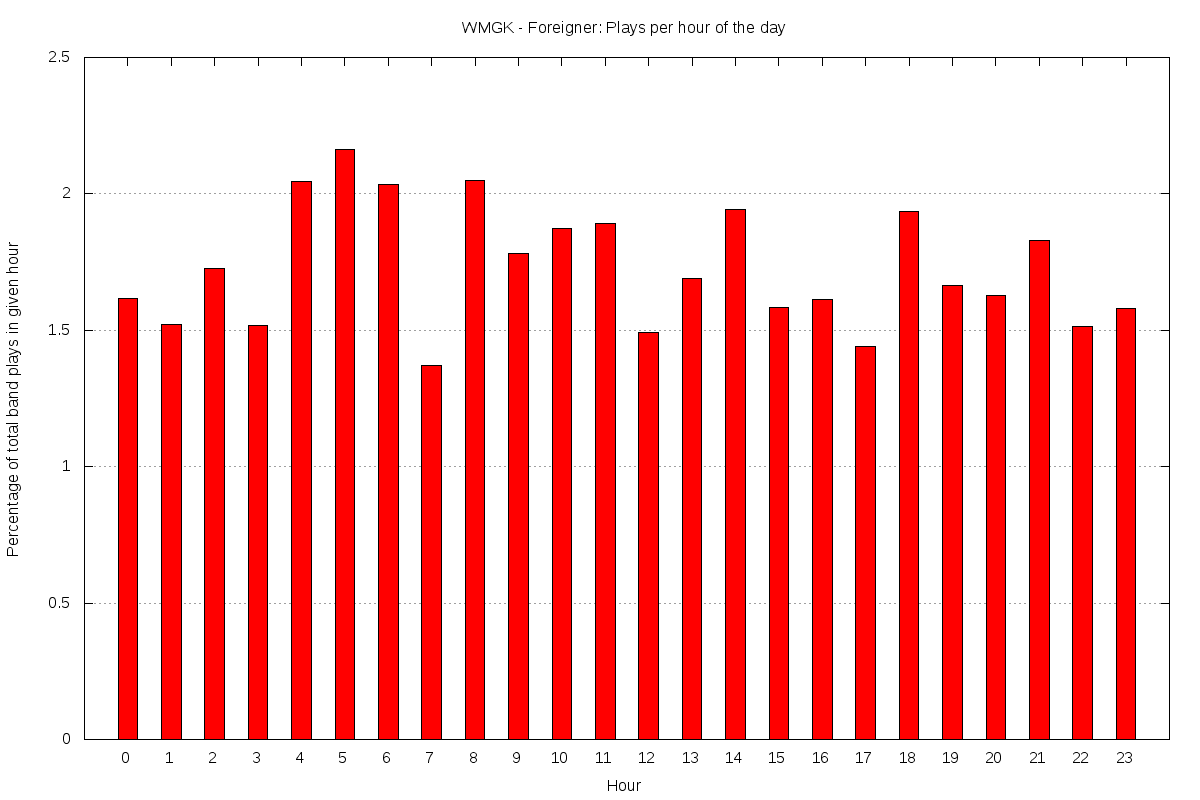 WMGK - Foreigner: Plays per hour of the day
Percentage of total band plays in given hour
2.5
2
1.5
1
0.5
0
0 1 2 3 4 5 6 7 8 9 10 11 12 13 14 15 16 17 18 19 20 21 22 23
Hour